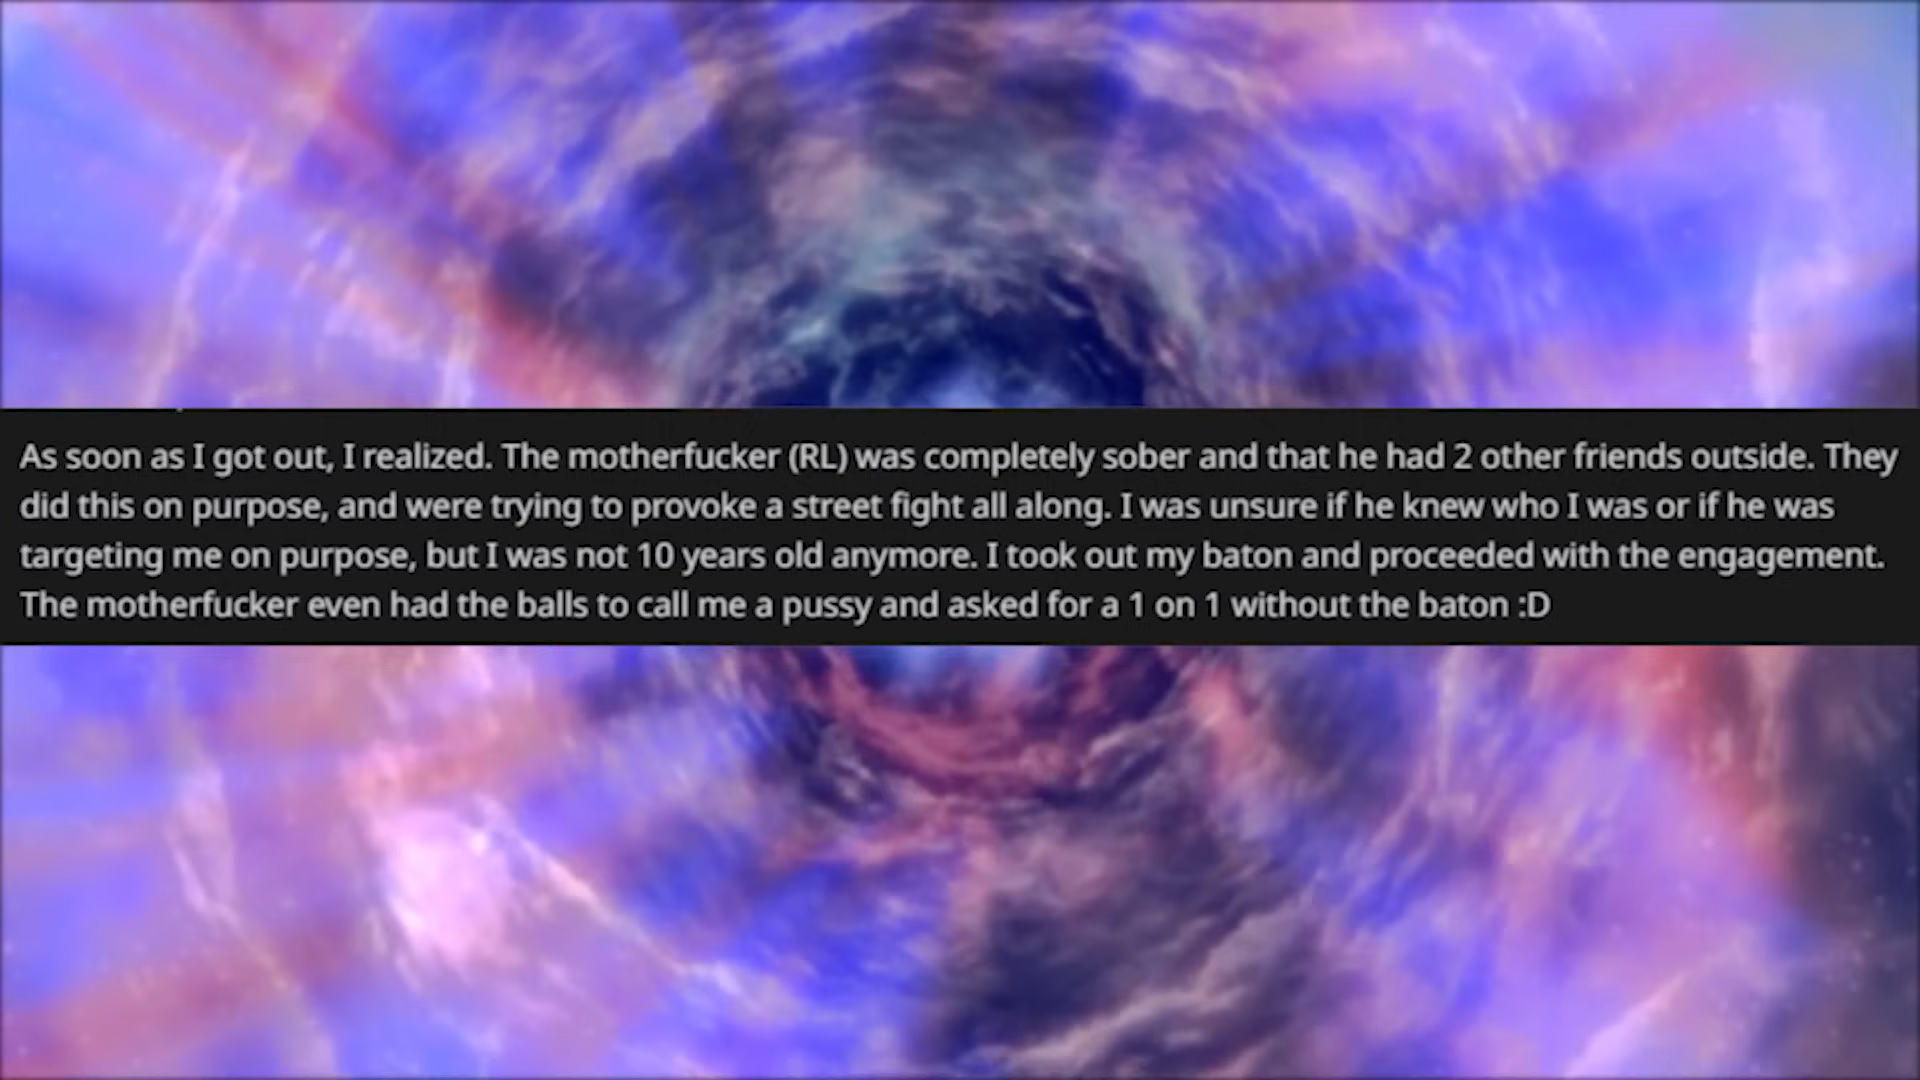 As soon as I got out, I realized. The motherfucker (RL) was completely sober and that he had 2 other friends outside. They
did this on purpose, and were trying to provoke a street fight all along. I was unsure if he knew who I was or if he was
targeting me on purpose, but I was not 10 years old anymore. I took out my baton and proceeded with the engagement.
The motherfucker even had the balls to call me a pussy and asked for a 1 on 1 without the baton :D